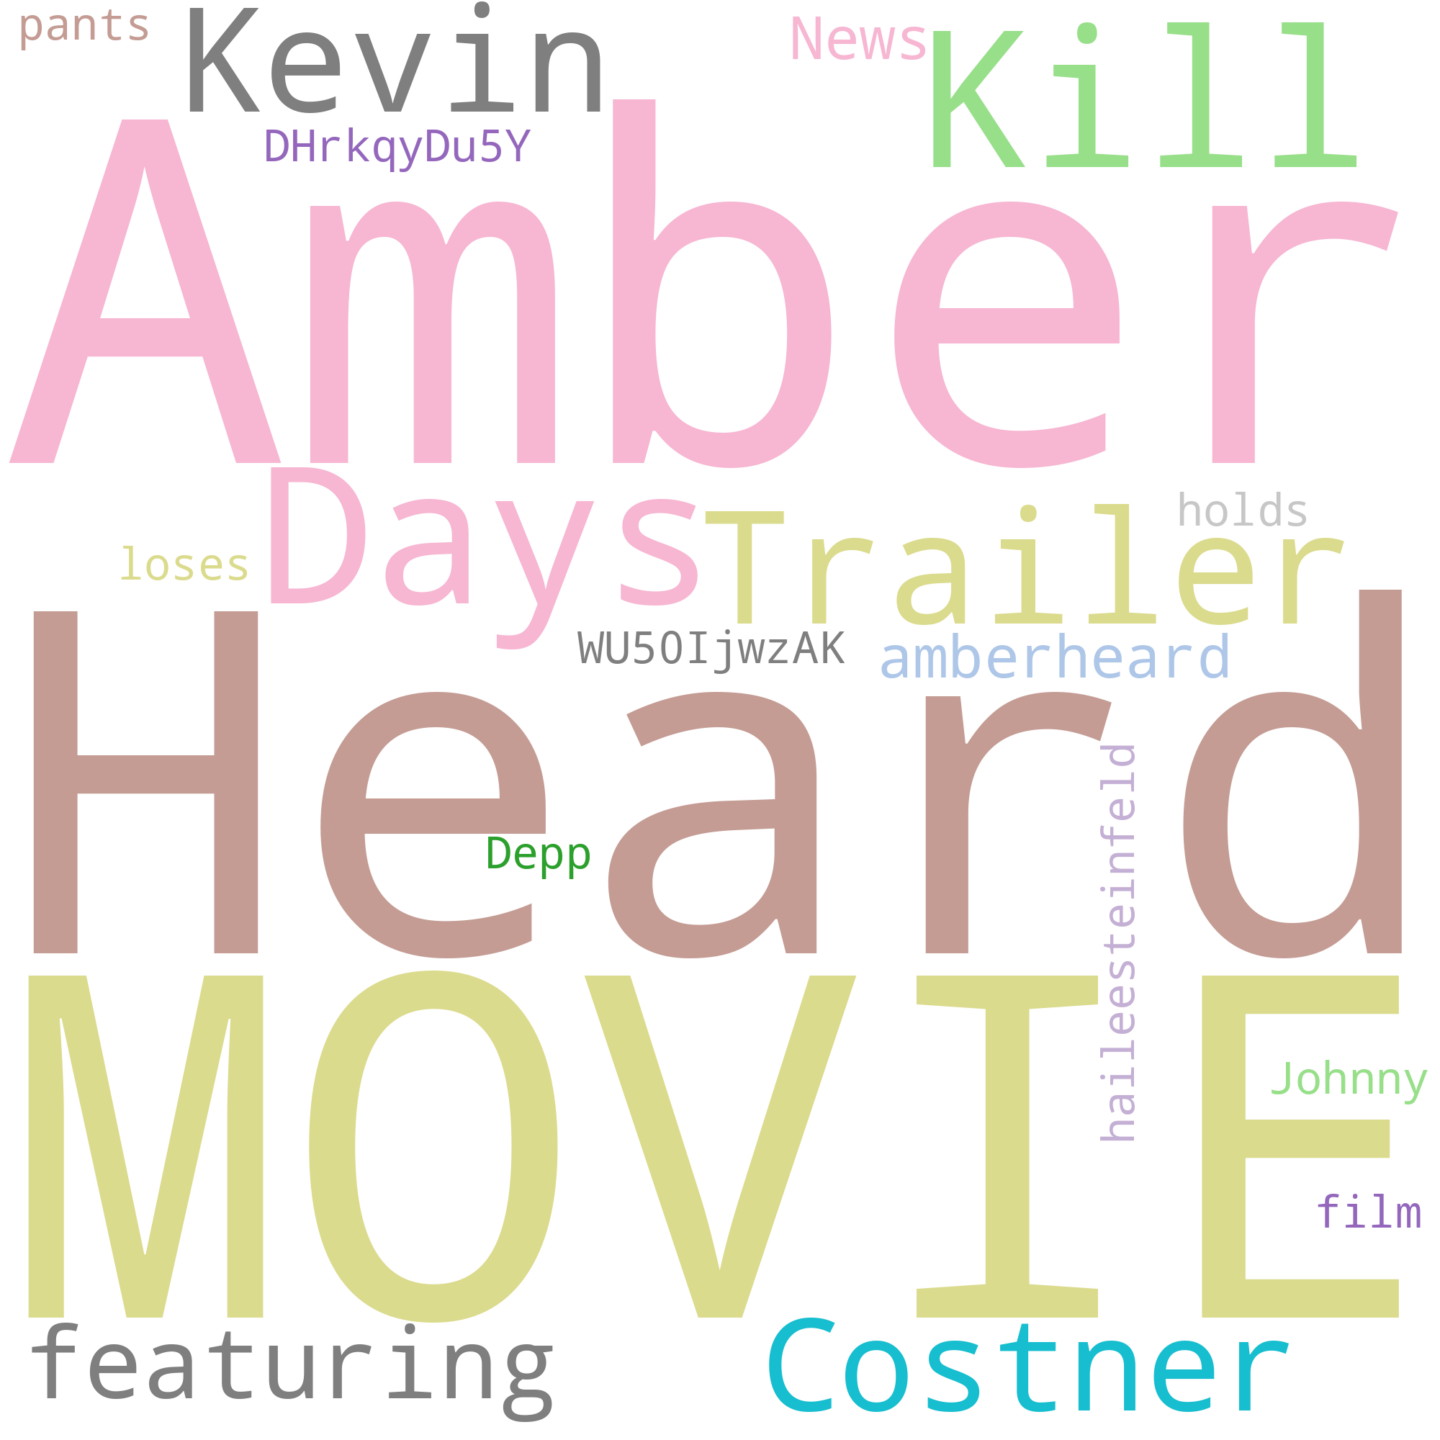 pants
Kevin
News
Kill
DHrkqyDu5Y
Amber
Days
Trailer
holds
loses
WU50IjwzAK
amberheard
Heard
Depp
haileesteinfeld
MOVIE
Johnny
film
featuring
Costner